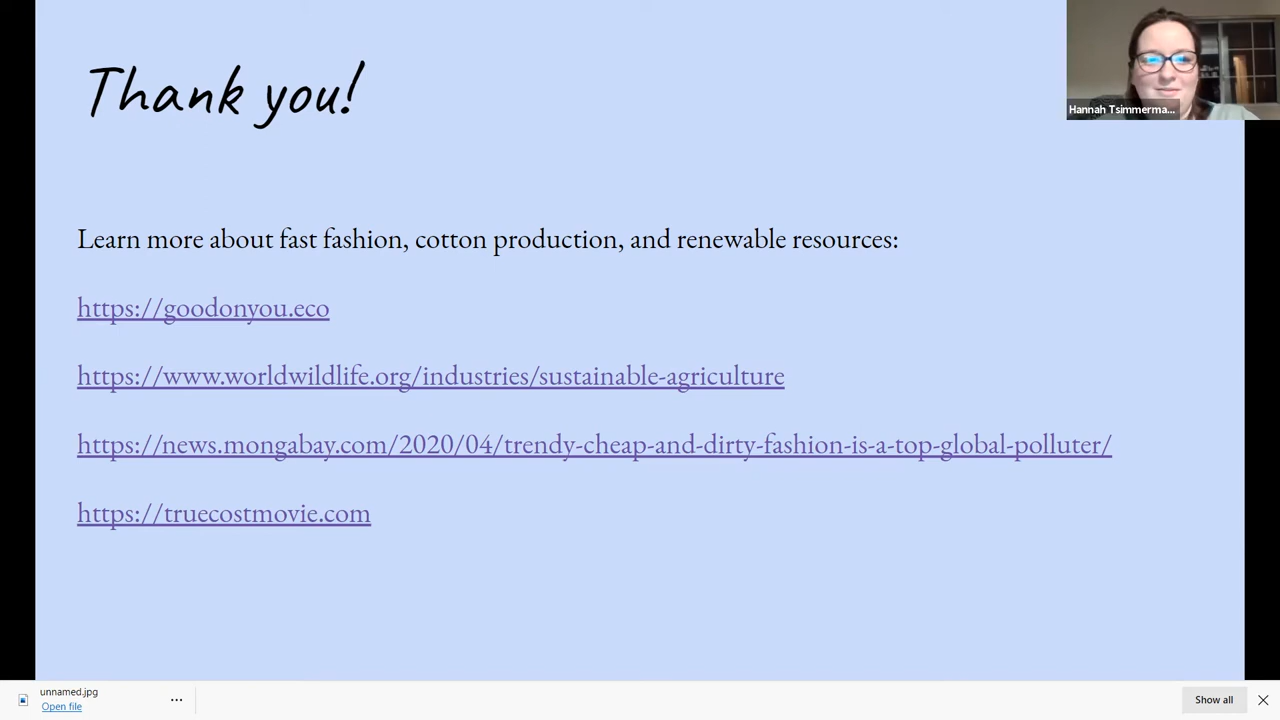 Thank you!
Hannah Tsimmerma...
Learn more about fast fashion, cotton production, and renewable resources:
https://goodonyou.eco
https://www.worldwildlife.org/industries/sustainable-agriculture
https://news.mongabay.com/2020/04/trendy-cheap-and-dirty-fashion-is-a-top-global-polluter/
https://truecostmovie.com
unnamed.jpg
Open file
Show all